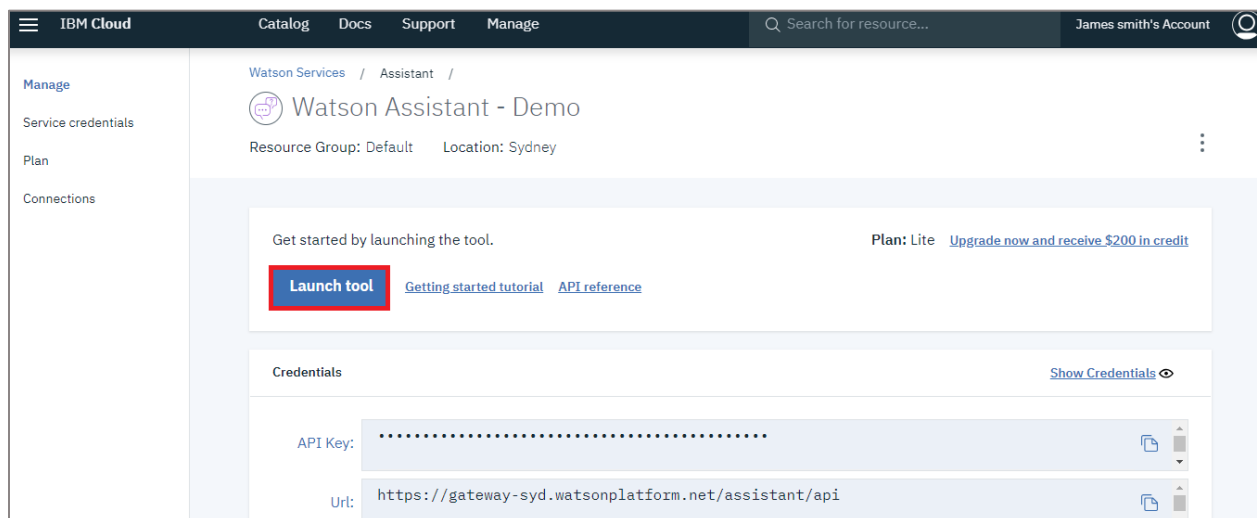 IBM Cloud Catalog Docs Support Manage Search for resource... James smith's Account
Manage
Service credentials
Plan
Connections
Watson Services / Assistant /
Watson Assistant - Demo
Resource Group: Default Location: Sydney
Get started by launching the tool. Plan: Lite Upgrade now and receive $200 in credit
Launch tool Getting started tutorial API reference
Credentials Show Credentials
API Key: ••••••••••••••••••••••••••••••••••••••••••••
Url: https://gateway-syd.watsonplatform.net/assistant/api